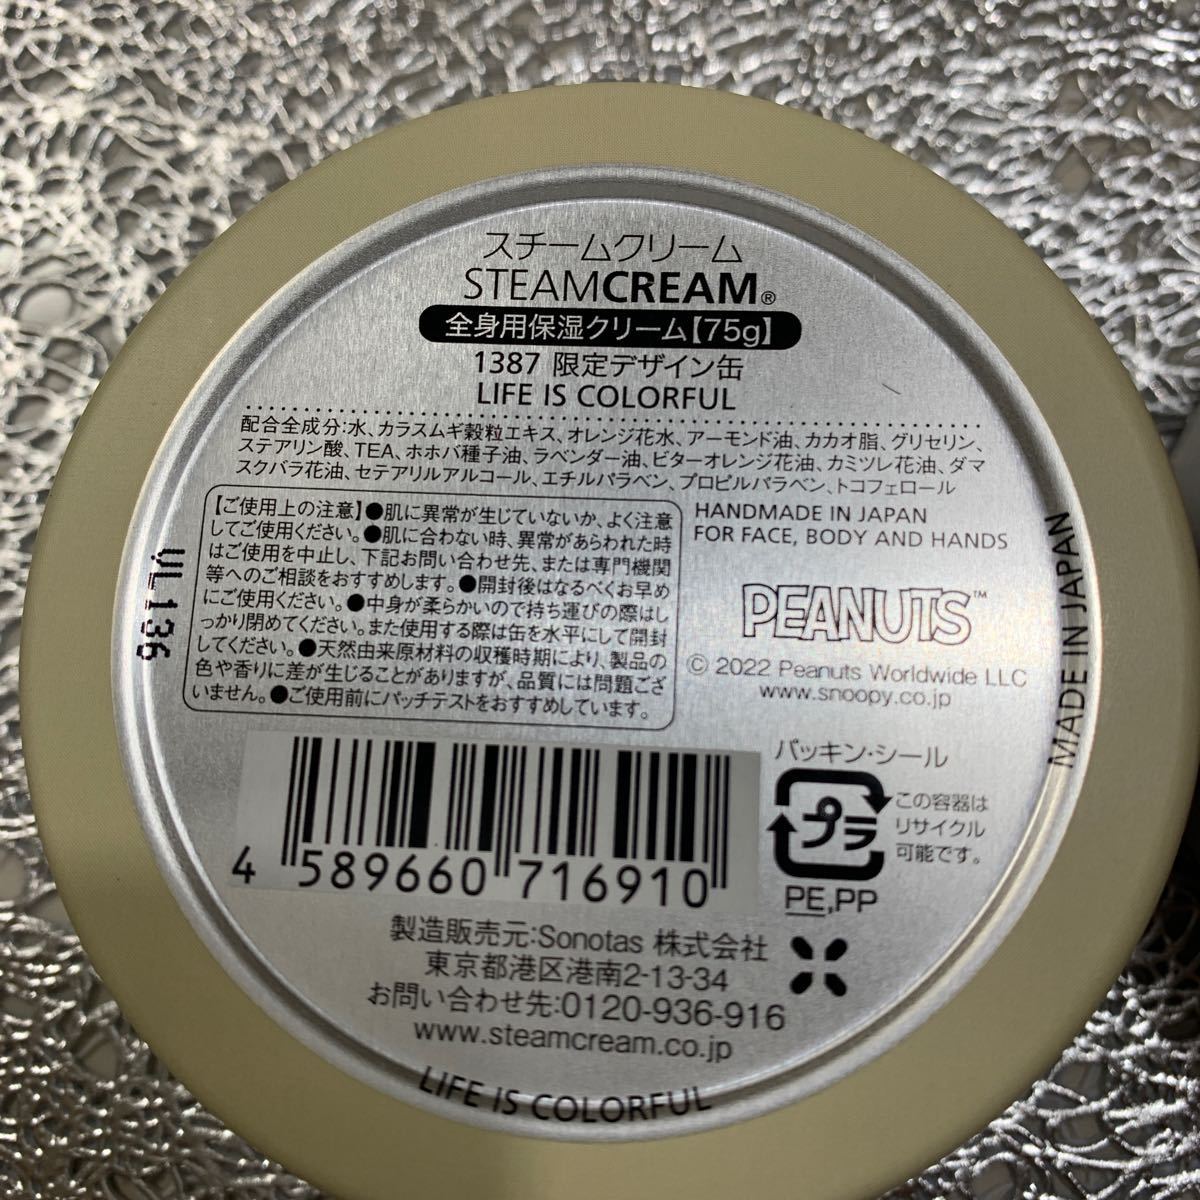 スチームクリーム
STEAMCREAM®
全身用保湿クリーム【75g】
1387 限定デザイン缶
LIFE IS COLORFUL
配合全成分:水、カラスムギ穀粒エキス、オレンジ花水、アーモンド油、カカオ脂、グリセリン、
ステアリン酸、TEA、ホホバ種子油、ラベンダー油、ビターオレンジ花油、カミツレ花油、ダマ
スクバラ花油、セテアリルアルコール、エチルパラベン、プロピルパラベン、トコフェロール
【ご使用上の注意】●肌に異常が生じていないか、よく注意
してご使用ください。●肌に合わない時、異常があらわれた時
はご使用を中止し、下記お問い合わせ先、または専門機関
等へのご相談をおすすめします。●開封後はなるべくお早め
にご使用ください。●中身が柔らかいので持ち運びの際はし
っかり閉めてください。また使用する際は缶を水平にして開封
してください。●天然由来原材料の収穫時期により、製品の
色や香りに差が生じることがありますが、品質には問題ござ
いません。●ご使用前にパッチテストをおすすめしています。
HANDMADE IN JAPAN
FOR FACE, BODY AND HANDS
PEANUTS™
© 2022 Peanuts Worldwide LLC
www.snoopy.co.jp
VL136
MADE IN JAPAN
パッキン・シール
プラ
この容器は
リサイクル
可能です。
PE,PP
4 589660 716910
製造販売元:Sonotas 株式会社
東京都港区港南2-13-34
お問い合わせ先:0120-936-916
www.steamcream.co.jp
LIFE IS COLORFUL